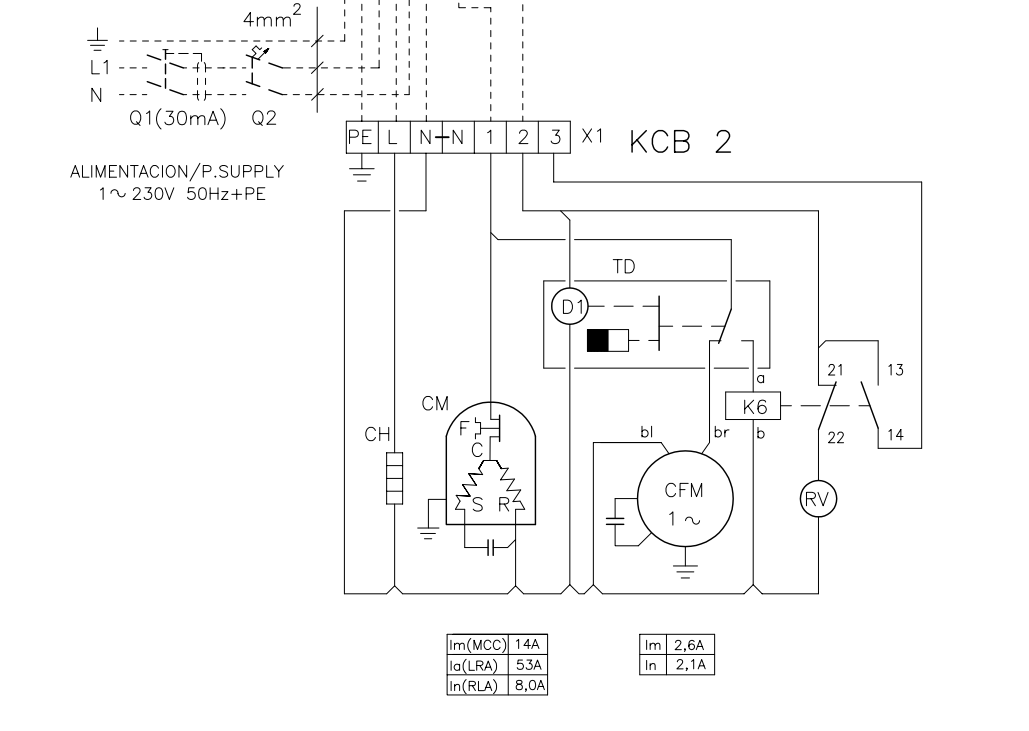 4mm2
L1
N
Q1(30mA) Q2
PE L N N 1 2 3 X1 KCB 2
ALIMENTACION/P.SUPPLY
1~ 230V 50Hz+PE
TD
D1
a
21 13
CM
K6
F
CH
bl br b
22 14
C
S R
CFM
1~
RV
Im(MCC) 14A
Ia(LRA) 53A
In(RLA) 8,0A
Im 2,6A
In 2,1A